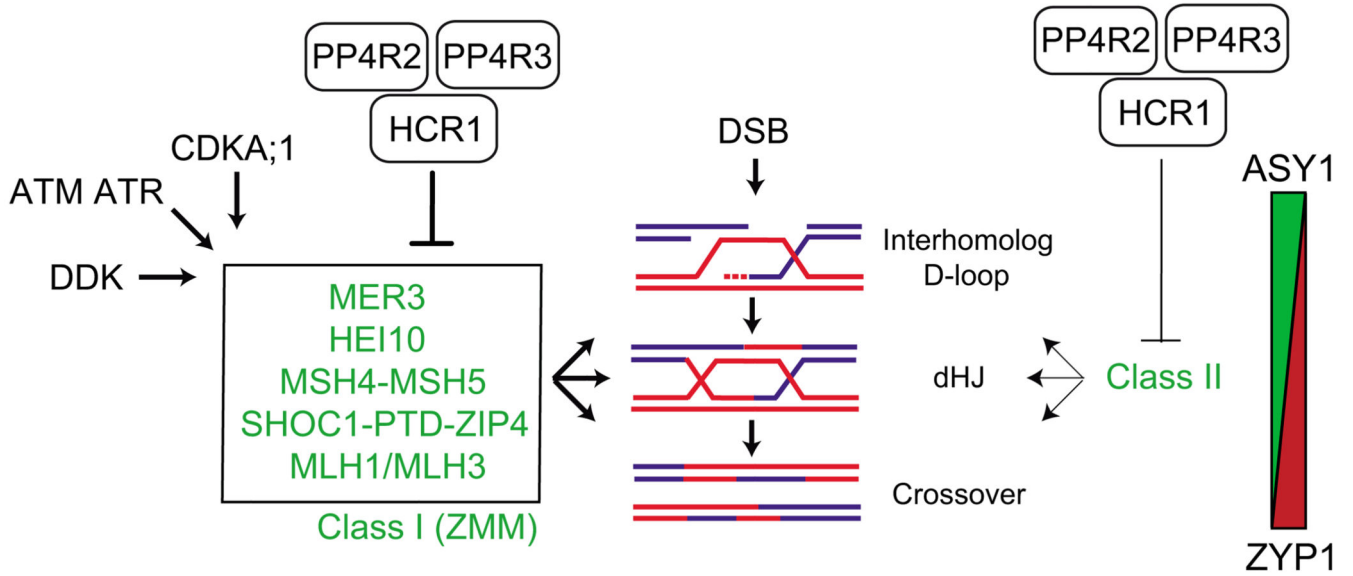 PP4R2 PP4R3
HCR1
CDKA;1
ATM ATR
DDK
MER3
HEI10
MSH4-MSH5
SHOC1-PTD-ZIP4
MLH1/MLH3
Class I (ZMM)
DSB
Interhomolog
D-loop
dHJ
Crossover
PP4R2 PP4R3
HCR1
Class II
ASY1
ZYP1